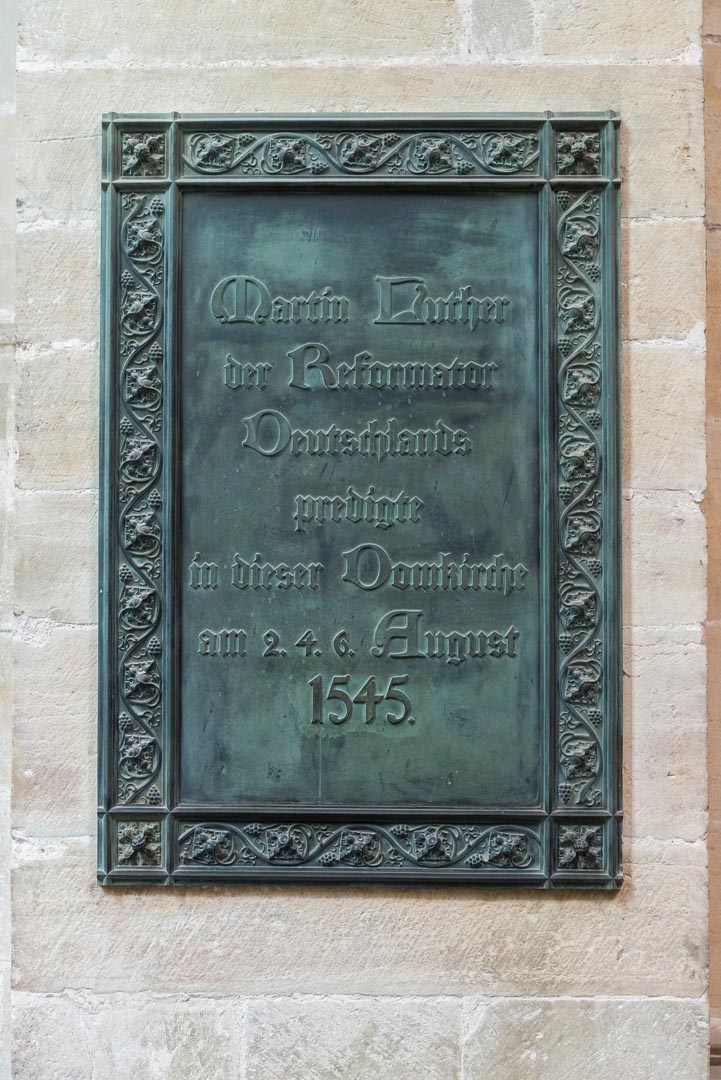 Martin Luther
der Reformator
Deutschlands
predigte
in dieser Domkirche
am 2. 4. 6. August
1545.